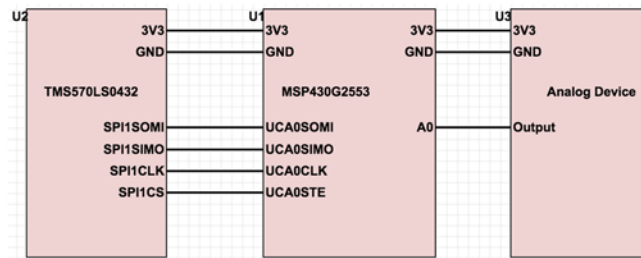 U2 U1 U3
3V3 3V3 3V3 3V3
GND GND GND GND
TMS570LS0432 MSP430G2553 Analog Device
SPI1SOMI UCA0SOMI A0 Output
SPI1SIMO UCA0SIMO
SPI1CLK UCA0CLK
SPI1CS UCA0STE